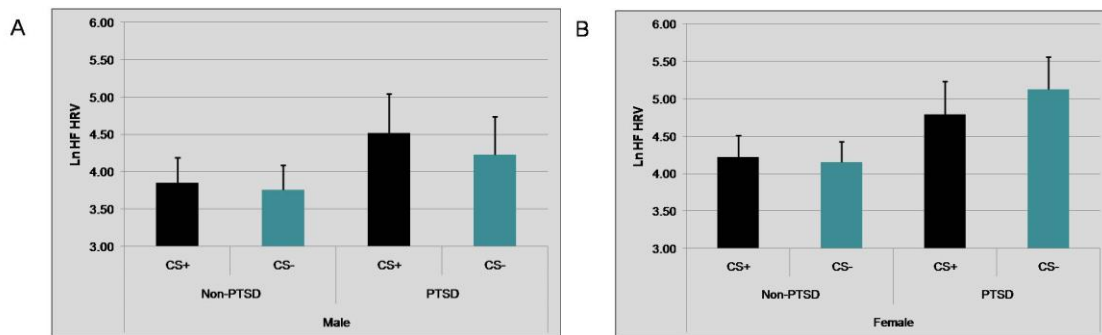 A
6.00
5.50
5.00
4.50
4.00
3.50
3.00
Ln HF HRV
CS+ CS- CS+ CS-
Non-PTSD PTSD
Male
B
6.00
5.50
5.00
4.50
4.00
3.50
3.00
Ln HF HRV
CS+ CS- CS+ CS-
Non-PTSD PTSD
Female